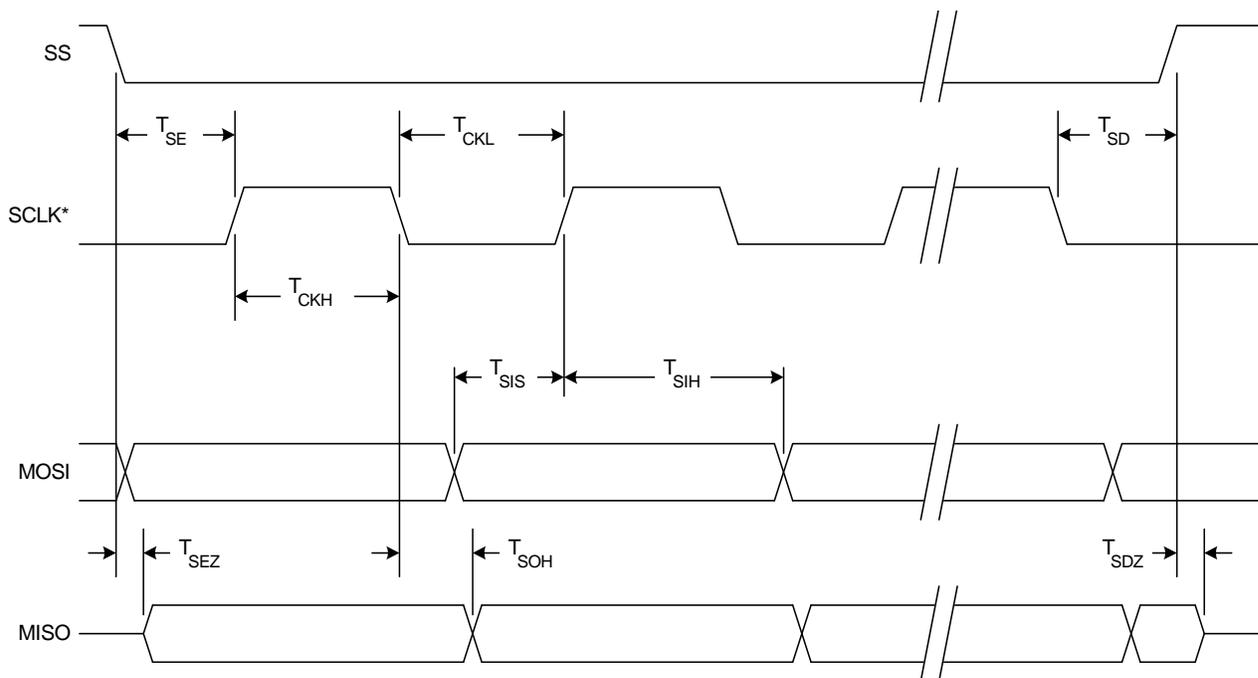 SS
T_SE
T_CKL
T_SD
SCLK*
T_CKH
T_SIS
T_SIH
MOSI
T_SEZ
T_SOH
T_SDZ
MISO